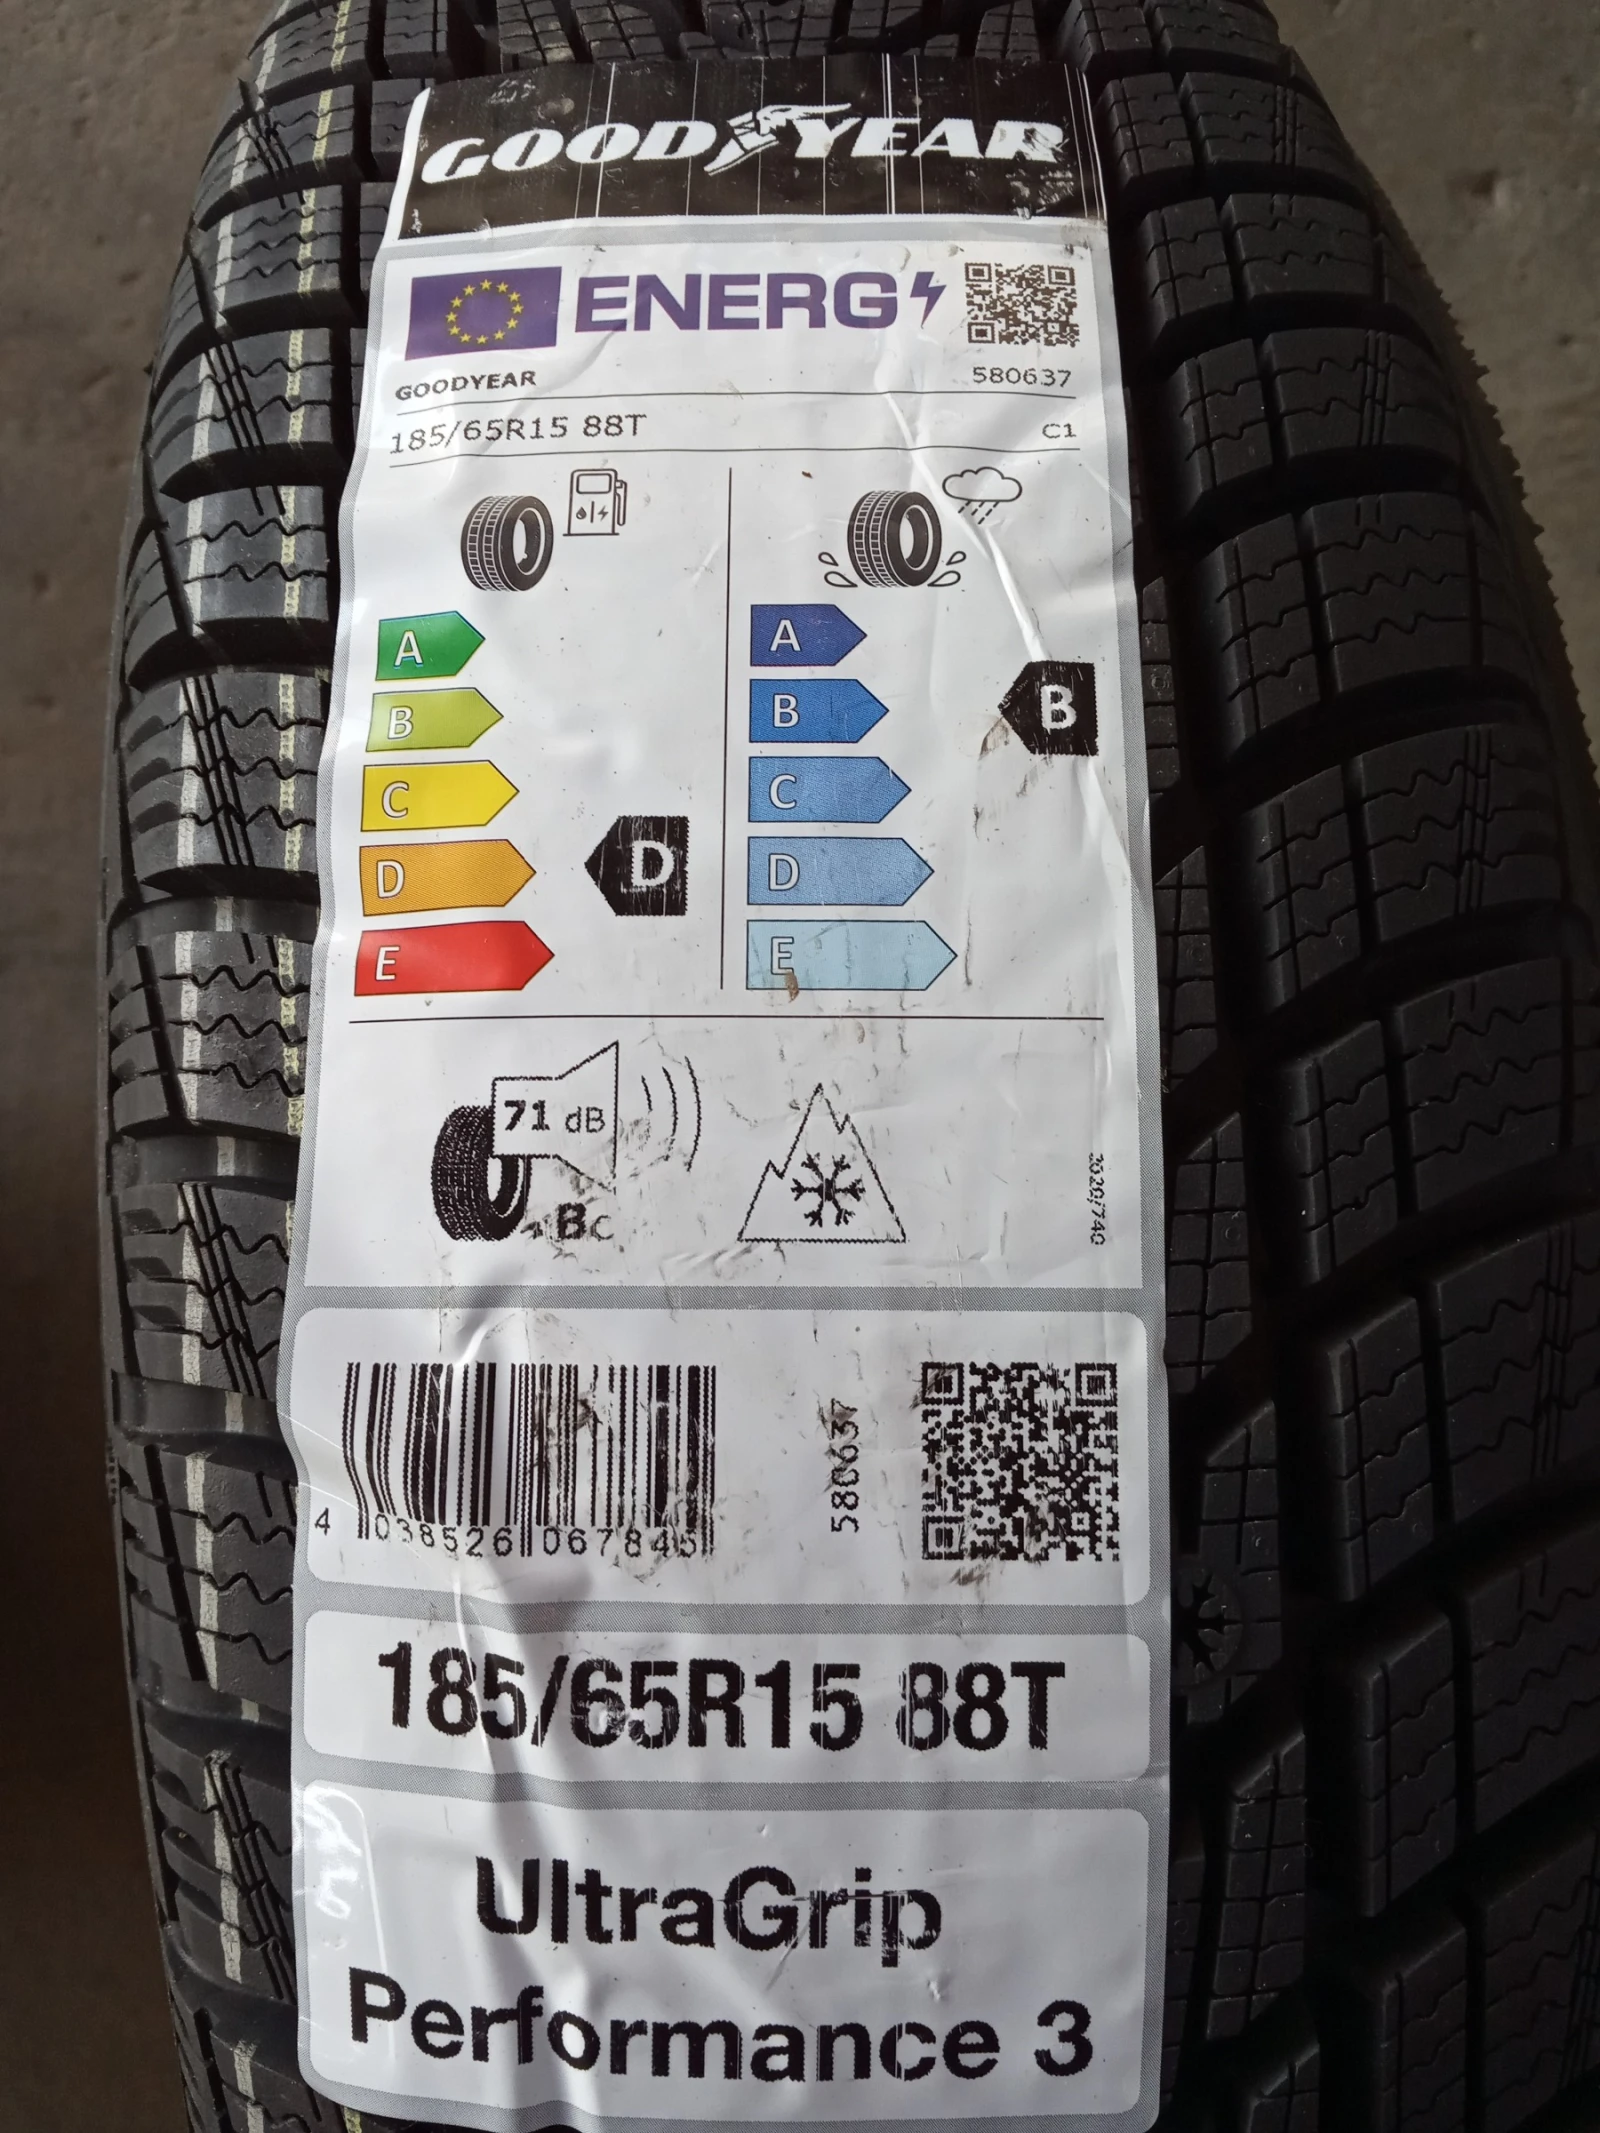 GOODYEAR
ENERG
GOODYEAR 580637
185/65R15 88T C1
A A
B B B
C C
D D D
E E
71 dB
B C
2020/740
4 038526 067845
580637
185/65R15 88T
UltraGrip
Performance 3